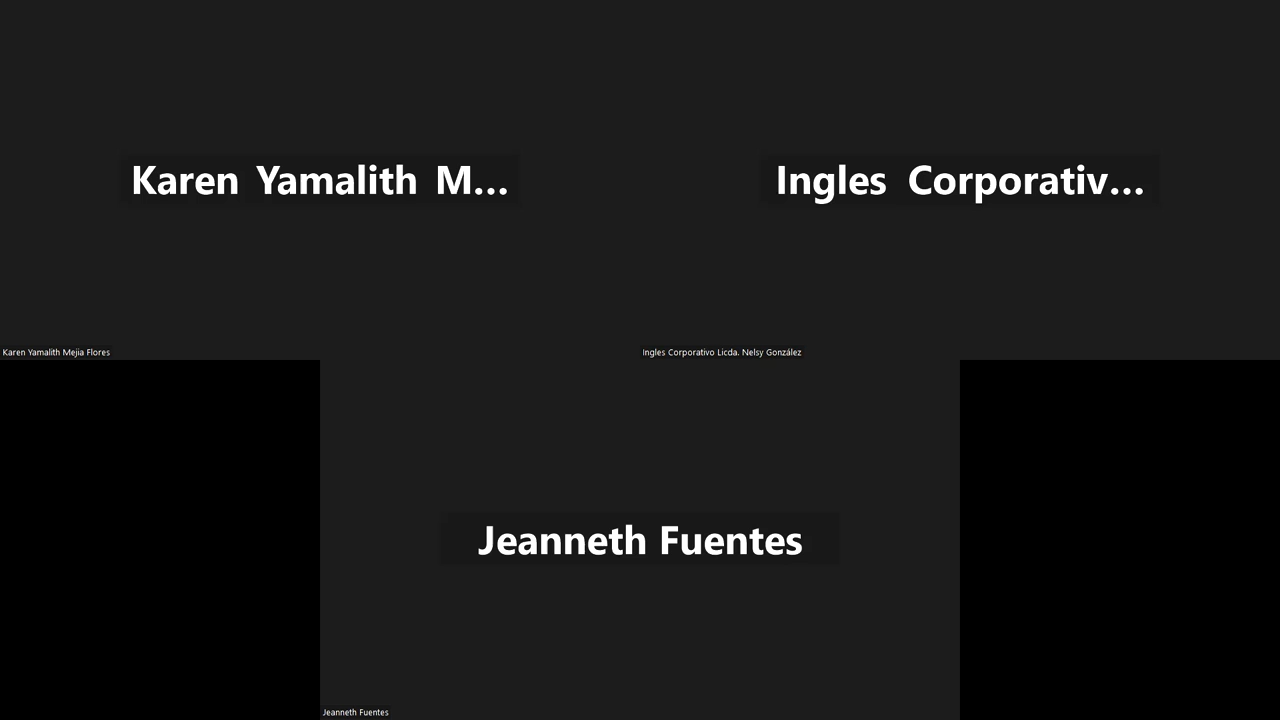 Karen Yamalith M...
Ingles Corporativ...
Karen Yamalith Mejia Flores
Ingles Corporativo Licda. Nelsy González
Jeanneth Fuentes
Jeanneth Fuentes